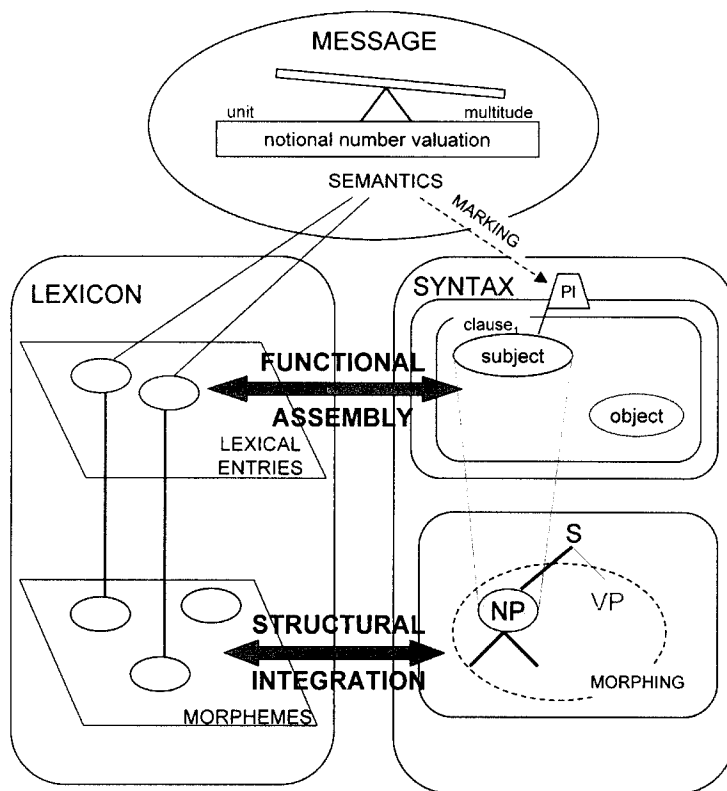 MESSAGE
unit
multitude
notional number valuation
SEMANTICS
MARKING
LEXICON
SYNTAX
Pl
clause1
subject
FUNCTIONAL
ASSEMBLY
object
LEXICAL
ENTRIES
S
NP
VP
STRUCTURAL
INTEGRATION
MORPHING
MORPHEMES